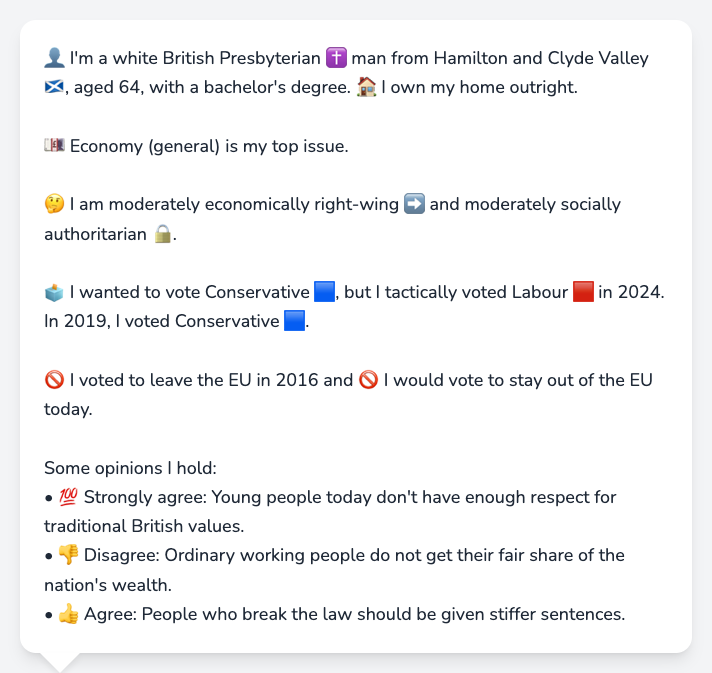 👤 I'm a white British Presbyterian ✝️ man from Hamilton and Clyde Valley
🏴󠁧󠁢󠁳󠁣󠁴󠁿, aged 64, with a bachelor's degree. 🏠 I own my home outright.
💷 Economy (general) is my top issue.
🤔 I am moderately economically right-wing ➡️ and moderately socially
authoritarian 🔒.
🗳️ I wanted to vote Conservative 🟦, but I tactically voted Labour 🟥 in 2024.
In 2019, I voted Conservative 🟦.
🚫 I voted to leave the EU in 2016 and 🚫 I would vote to stay out of the EU
today.
Some opinions I hold:
• 💯 Strongly agree: Young people today don't have enough respect for
traditional British values.
• 👎 Disagree: Ordinary working people do not get their fair share of the
nation's wealth.
• 👍 Agree: People who break the law should be given stiffer sentences.